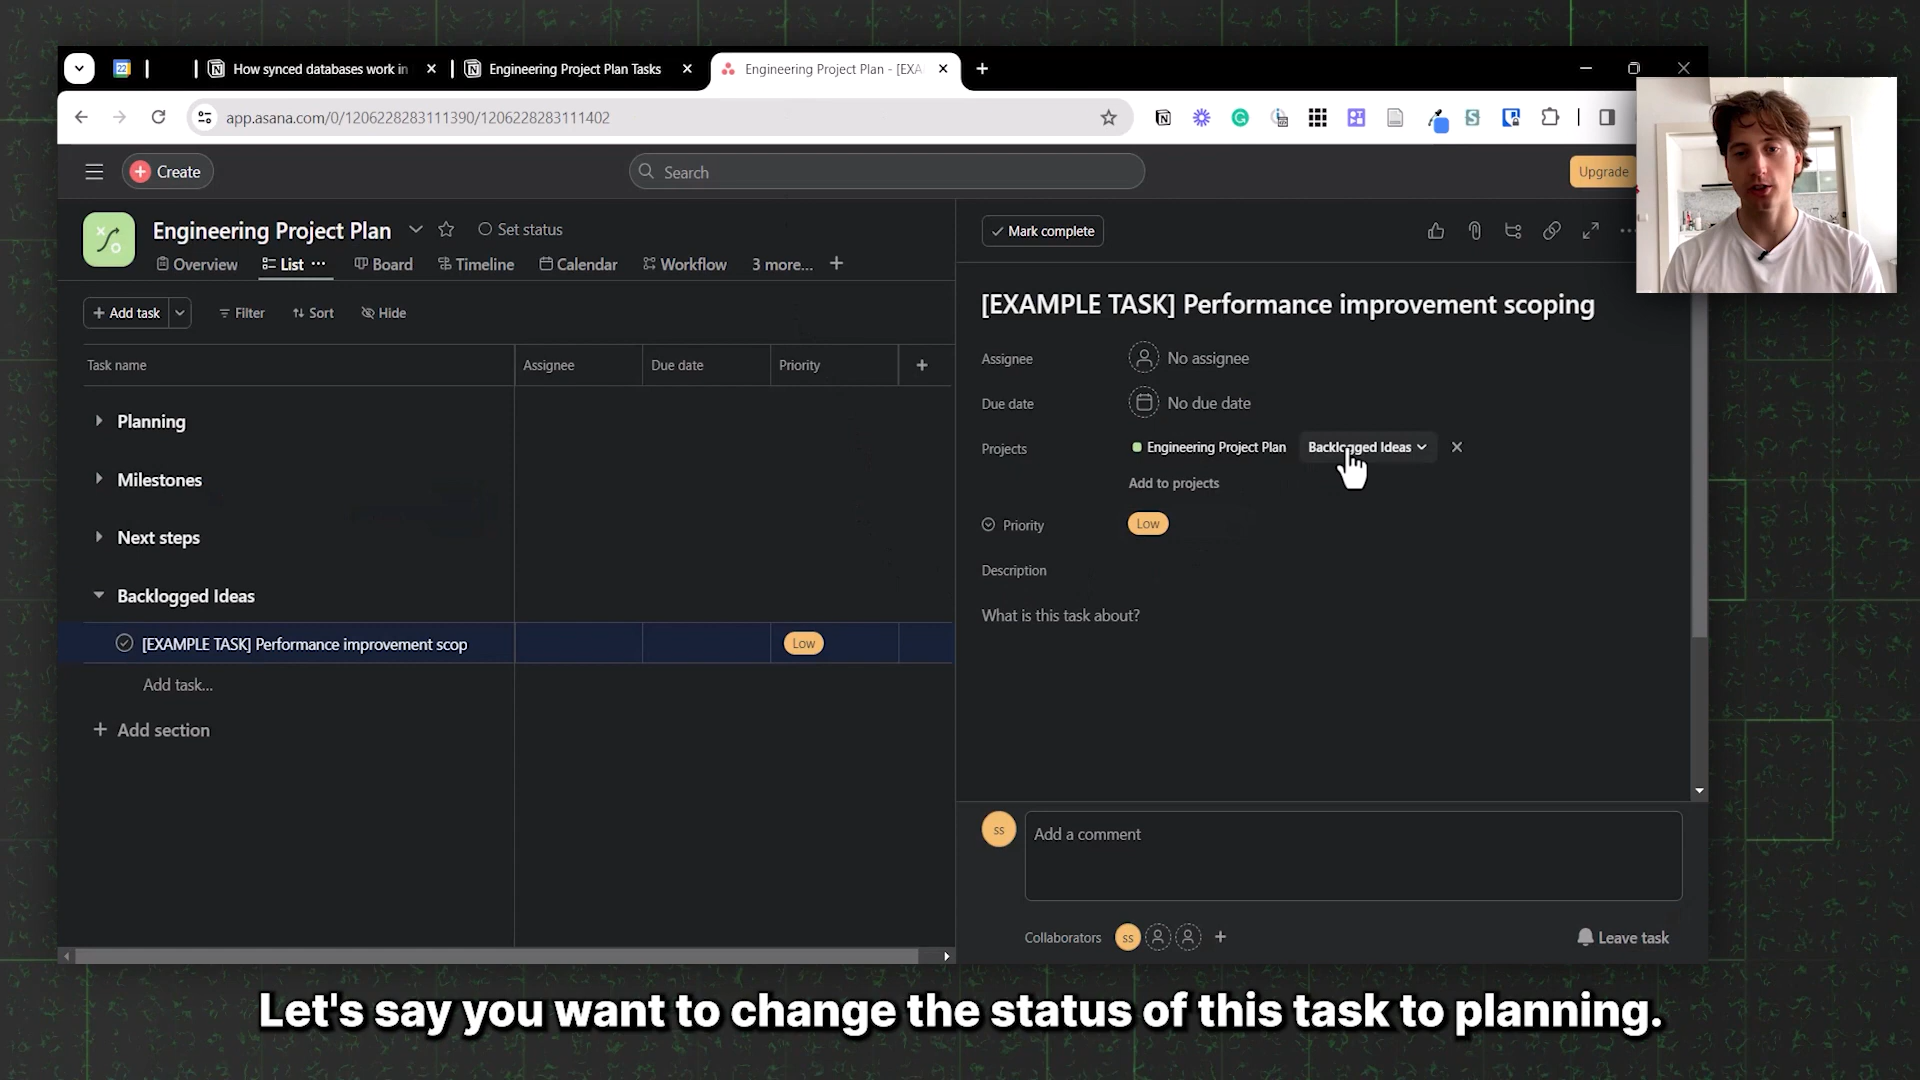 22
How synced databases work in
Engineering Project Plan Tasks
Engineering Project Plan - [EXA
app.asana.com/0/1206228283111390/1206228283111402
Create
Search
Upgrade
Engineering Project Plan
Set status
Overview
List
Board
Timeline
Calendar
Workflow
3 more...
Add task
Filter
Sort
Hide
Task name
Assignee
Due date
Priority
Planning
Milestones
Next steps
Backlogged Ideas
[EXAMPLE TASK] Performance improvement scop
Low
Add task...
Add section
Mark complete
[EXAMPLE TASK] Performance improvement scoping
Assignee
No assignee
Due date
No due date
Projects
Engineering Project Plan
Backlogged Ideas
Add to projects
Priority
Low
Description
What is this task about?
ss
Add a comment
Collaborators
ss
Leave task
Let's say you want to change the status of this task to planning.